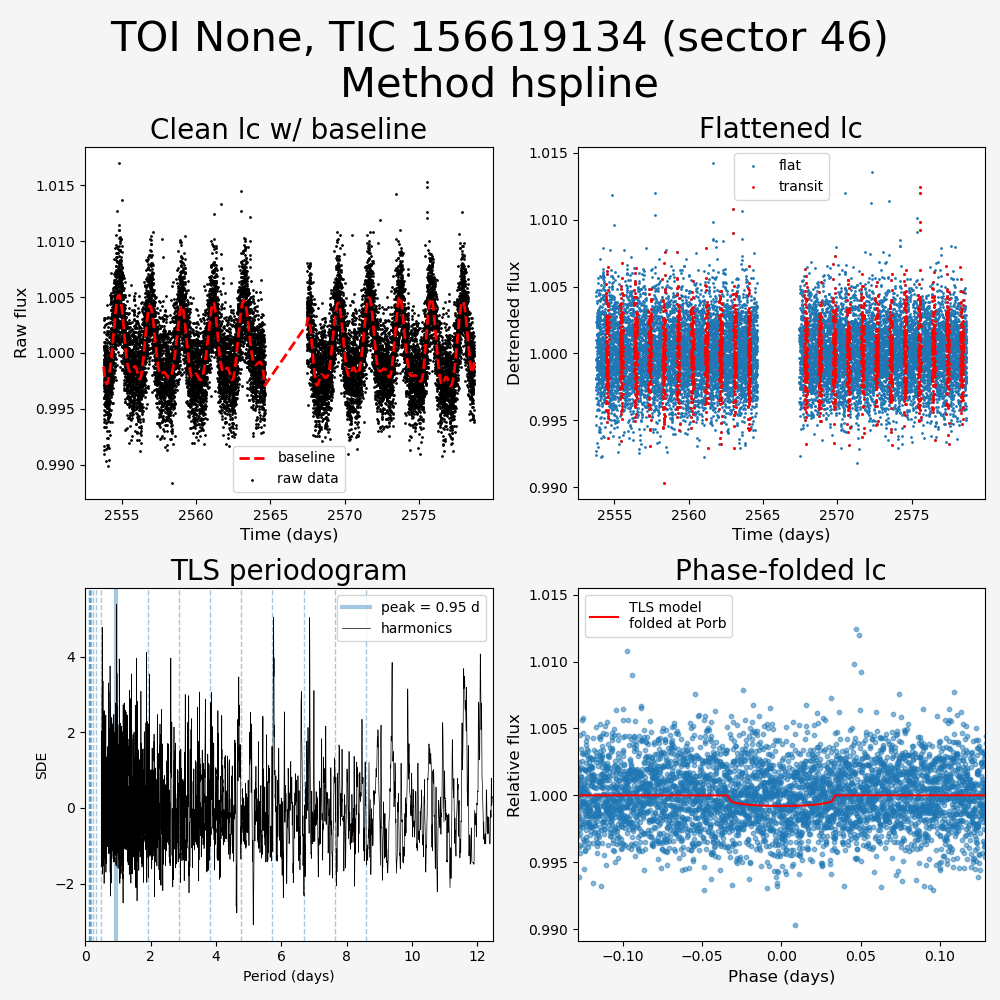 TOI None, TIC 156619134 (sector 46)
Method hspline
Clean lc w/ baseline
Raw flux
1.015
1.010
1.005
1.000
0.995
0.990
baseline
raw data
2555 2560 2565 2570 2575
Time (days)
Flattened lc
Detrended flux
1.015
1.010
1.005
1.000
0.995
0.990
flat
transit
2555 2560 2565 2570 2575
Time (days)
TLS periodogram
SDE
4
2
0
−2
peak = 0.95 d
harmonics
0 2 4 6 8 10 12
Period (days)
Phase-folded lc
Relative flux
1.015
1.010
1.005
1.000
0.995
0.990
TLS model
folded at Porb
−0.10 −0.05 0.00 0.05 0.10
Phase (days)